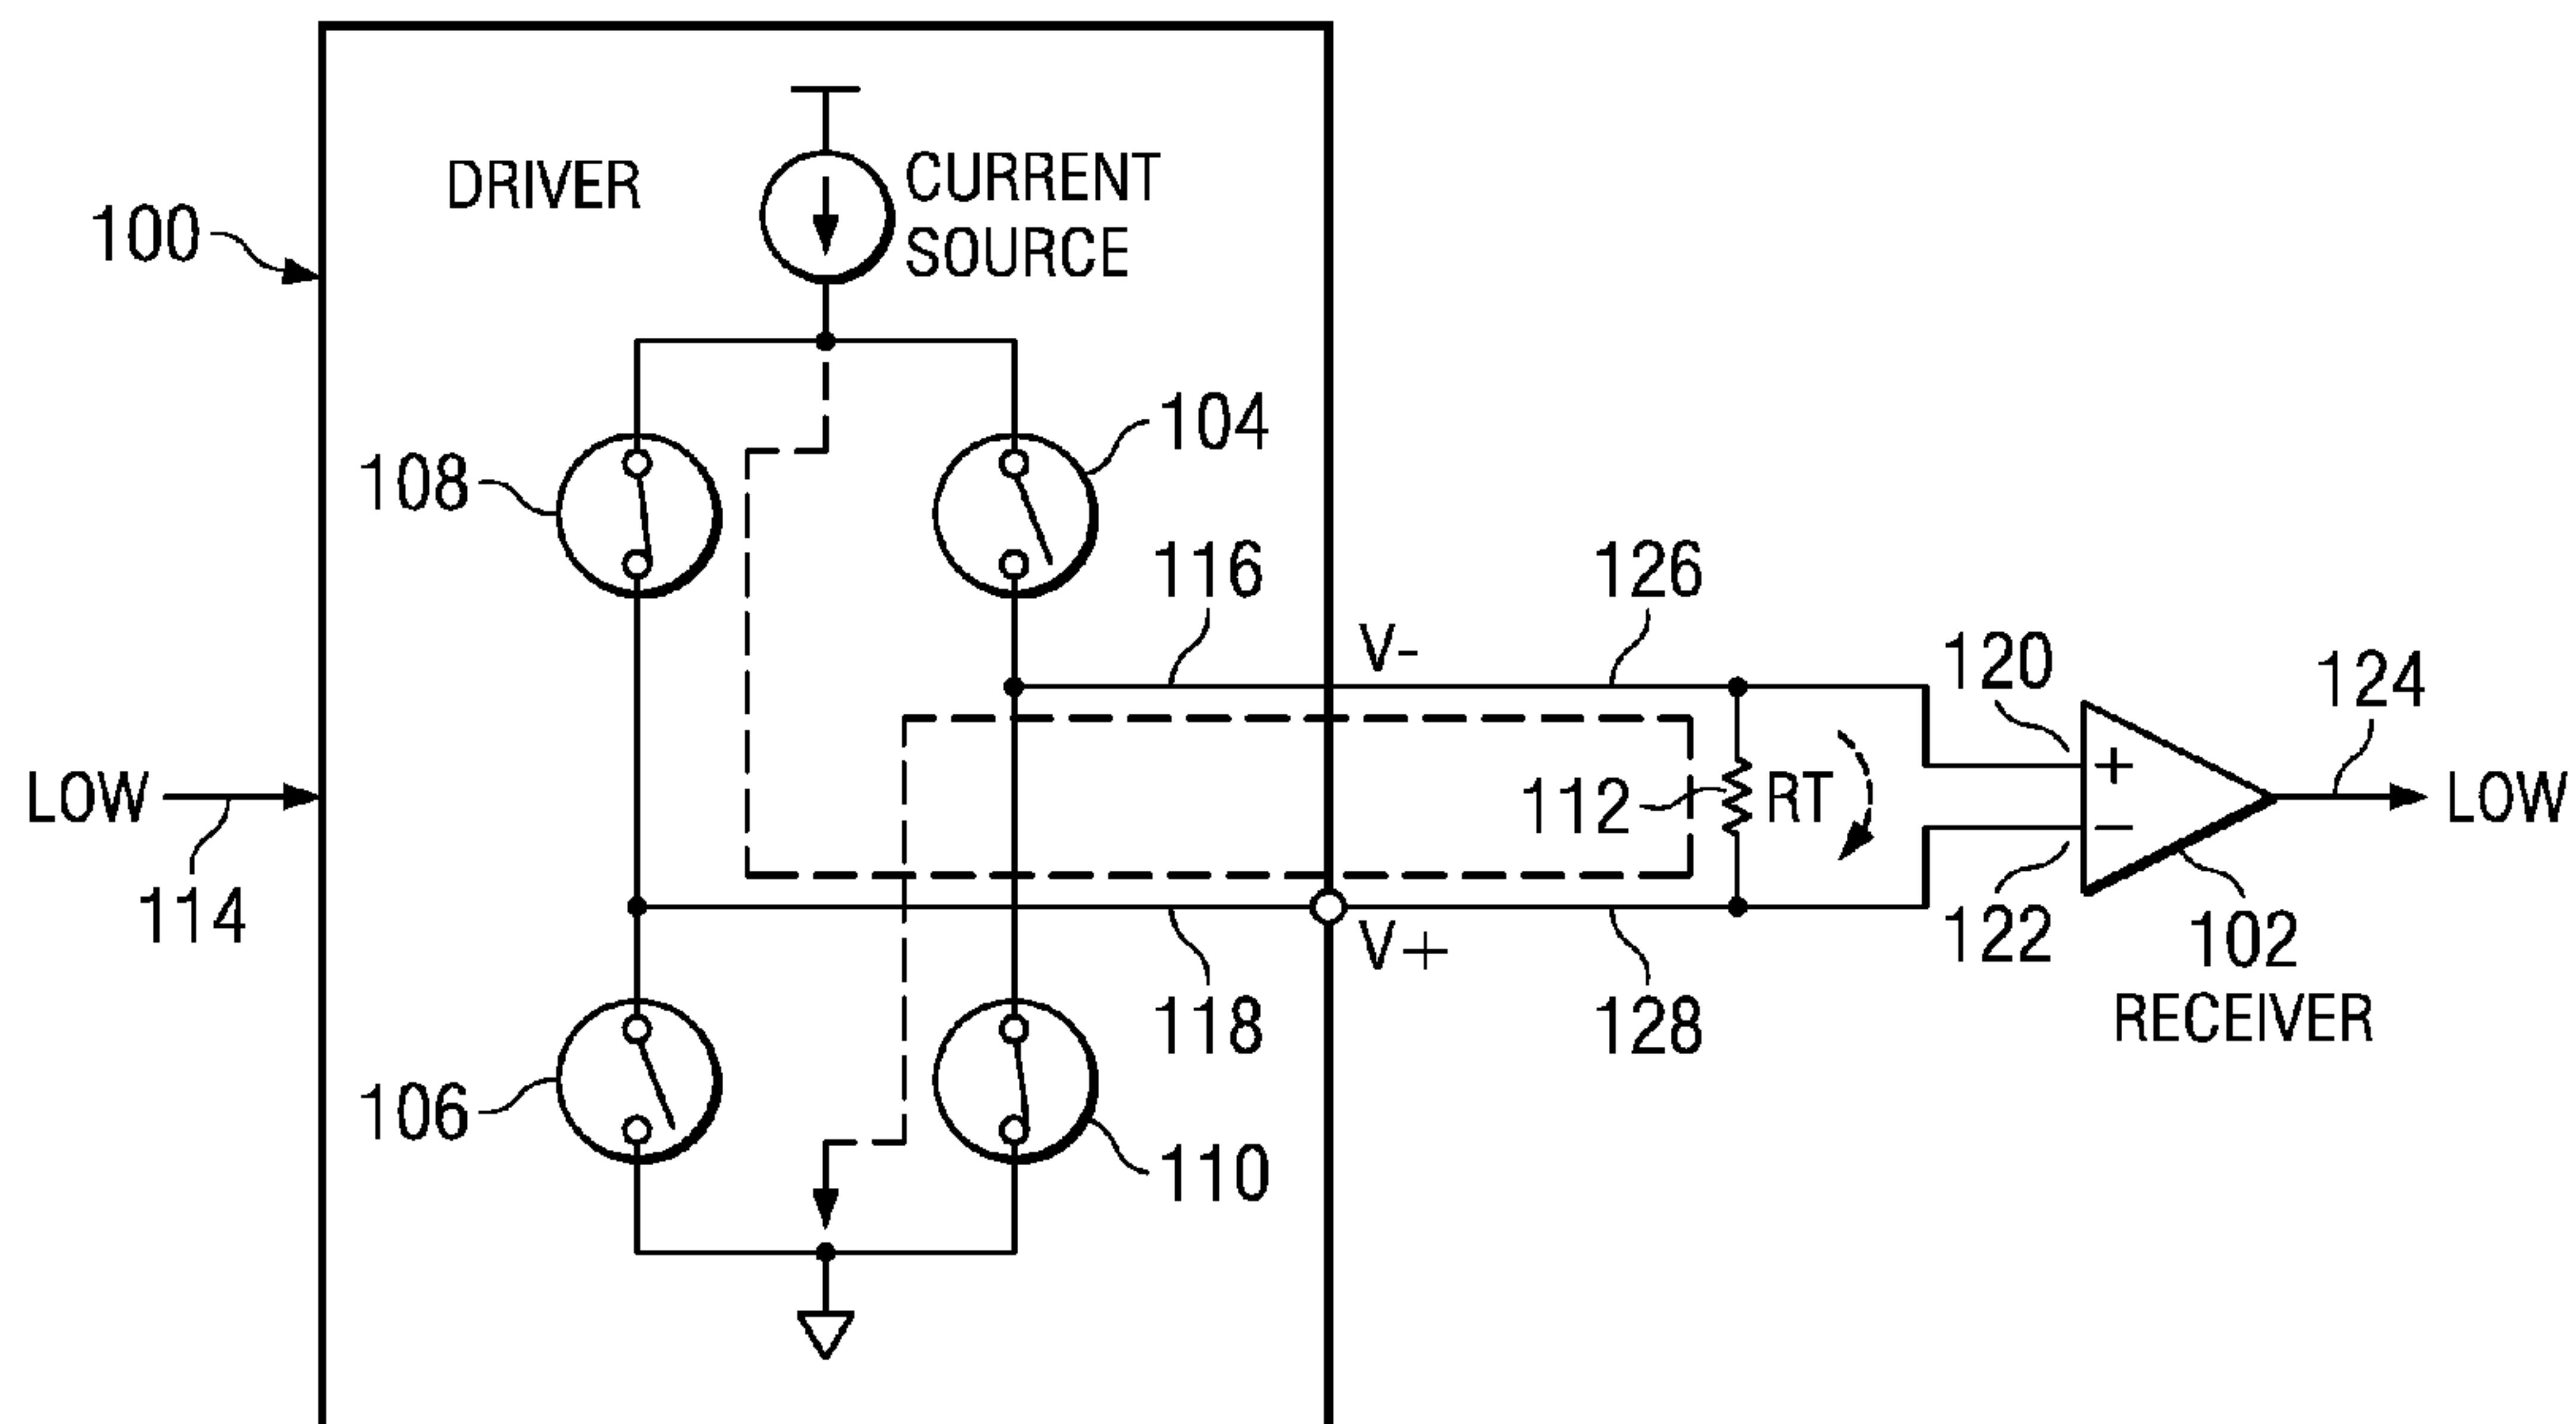 DRIVER
CURRENT
SOURCE
100
108
104
116
126
V-
120
124
LOW
114
112
RT
+
−
LOW
V+
122
102
RECEIVER
118
128
106
110